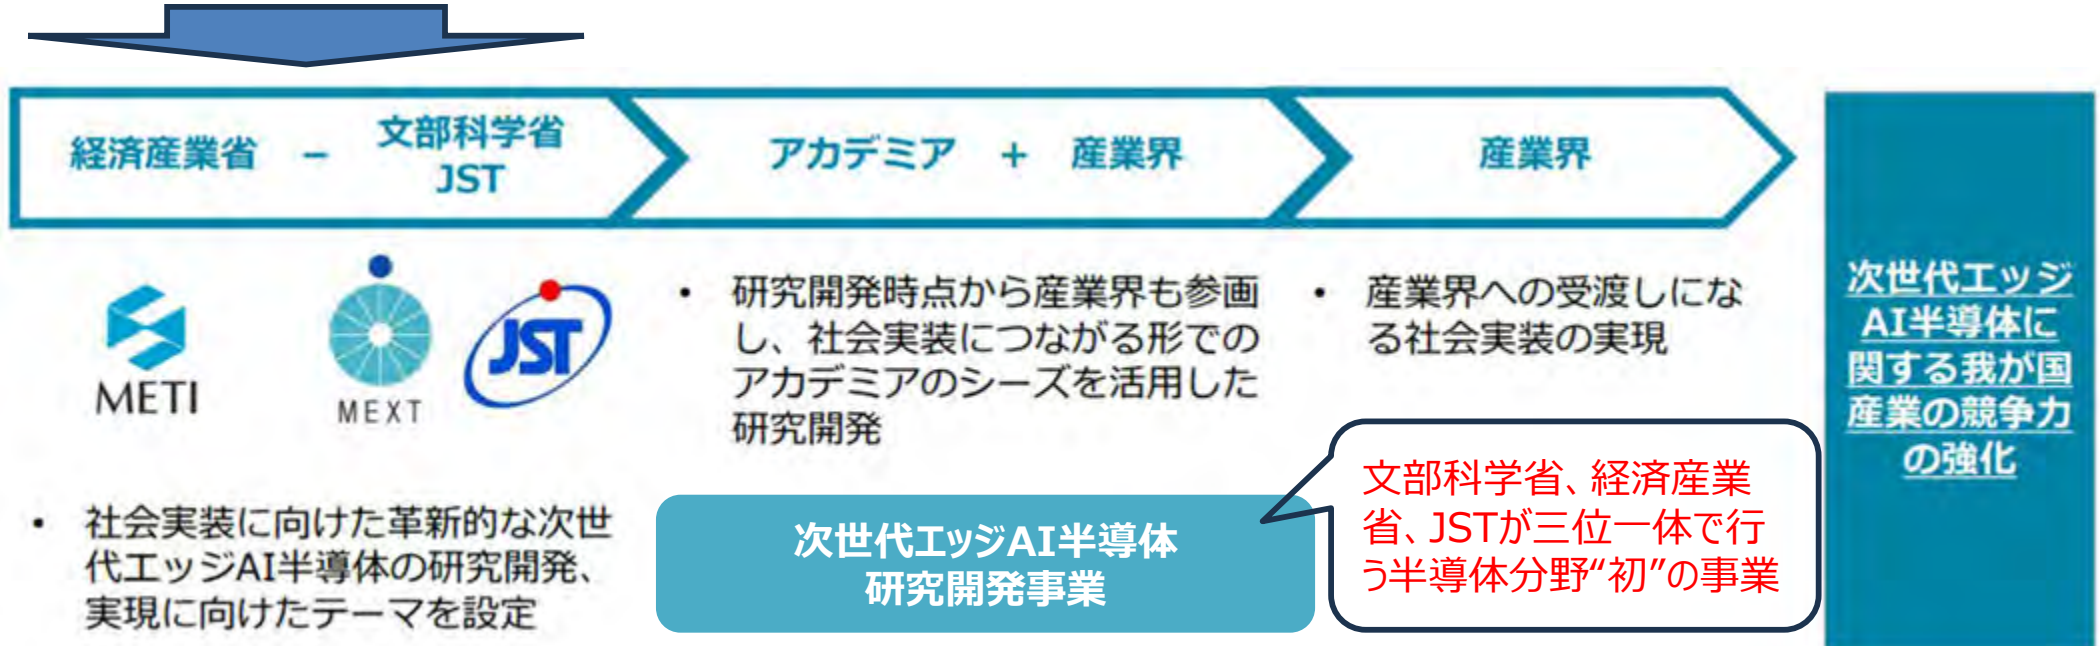 経済産業省 － 文部科学省
JST
アカデミア ＋ 産業界
産業界
METI
MEXT
JST
• 社会実装に向けた革新的な次世
代エッジAI半導体の研究開発、
実現に向けたテーマを設定
• 研究開発時点から産業界も参画
し、社会実装につながる形での
アカデミアのシーズを活用した
研究開発
次世代エッジAI半導体
研究開発事業
• 産業界への受渡しにな
る社会実装の実現
文部科学省、経済産業
省、JSTが三位一体で行
う半導体分野“初”の事業
次世代エッジ
AI半導体に
関する我が国
産業の競争力
の強化